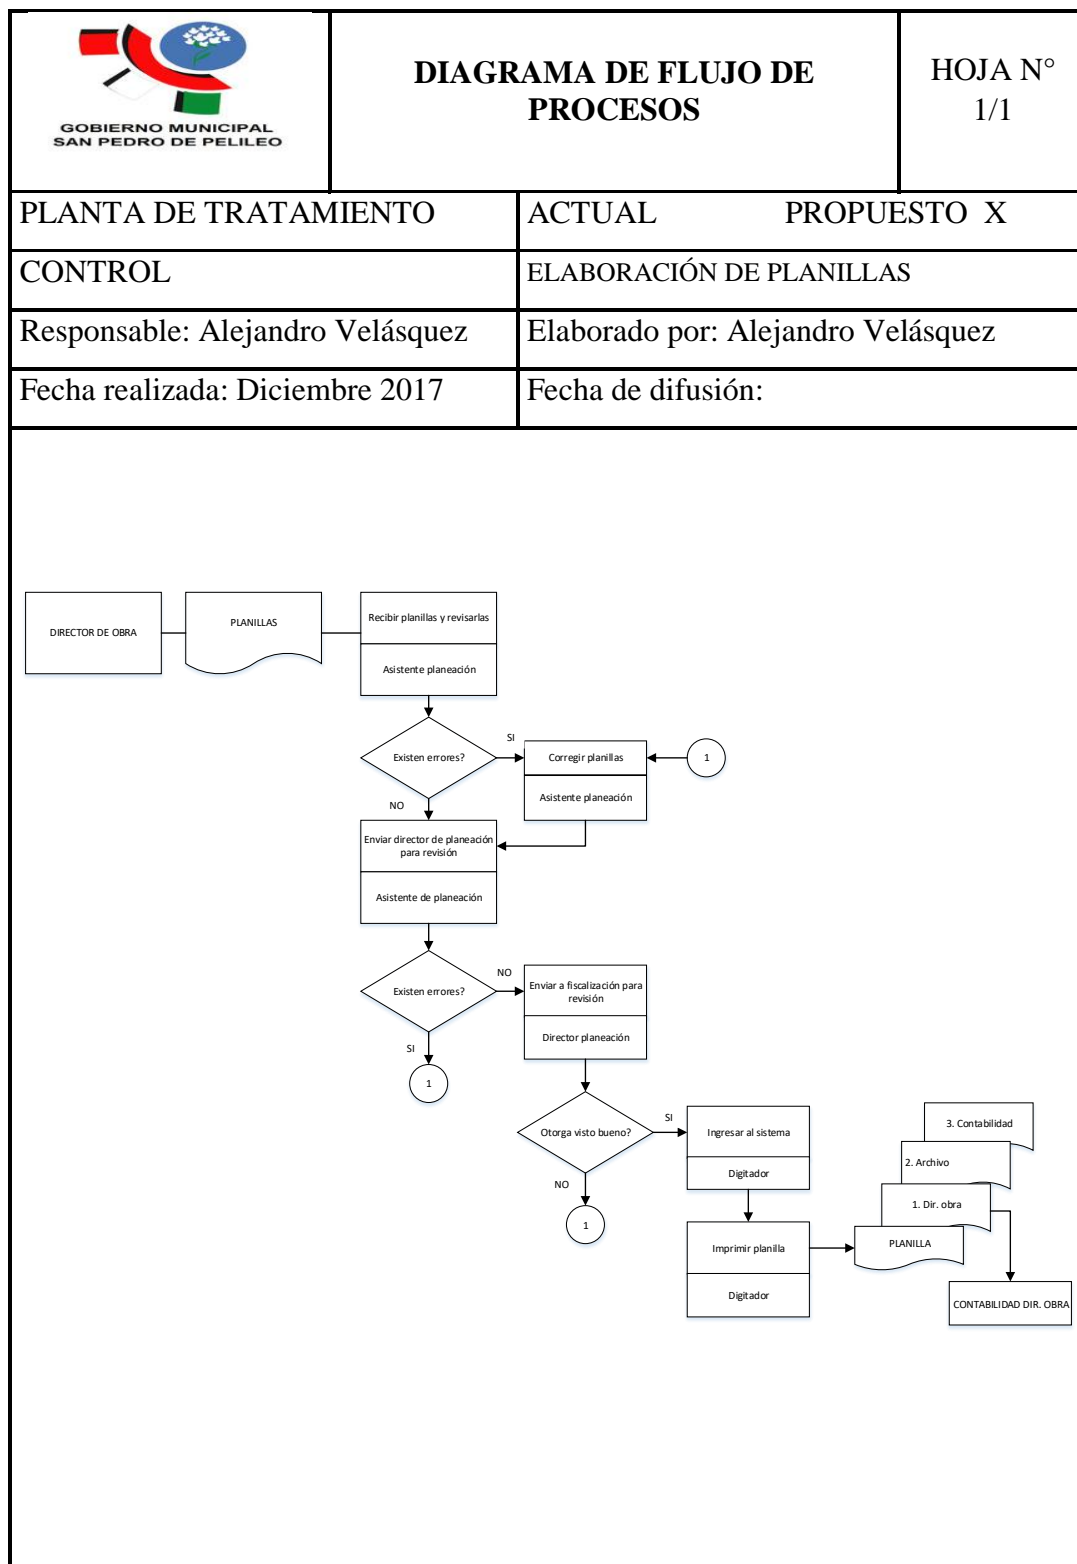 GOBIERNO MUNICIPAL
SAN PEDRO DE PELILEO
DIAGRAMA DE FLUJO DE
PROCESOS
HOJA N°
1/1
PLANTA DE TRATAMIENTO
ACTUAL PROPUESTO X
CONTROL
ELABORACIÓN DE PLANILLAS
Responsable: Alejandro Velásquez
Elaborado por: Alejandro Velásquez
Fecha realizada: Diciembre 2017
Fecha de difusión:
DIRECTOR DE OBRA
PLANILLAS
Recibir planillas y revisarlas
Asistente planeación
Existen errores?
SI
Corregir planillas
Asistente planeación
1
NO
Enviar director de planeación
para revisión
Asistente de planeación
Existen errores?
NO
Enviar a fiscalización para
revisión
Director planeación
SI
1
Otorga visto bueno?
SI
Ingresar al sistema
Digitador
NO
1
Imprimir planilla
Digitador
3. Contabilidad
2. Archivo
1. Dir. obra
PLANILLA
CONTABILIDAD DIR. OBRA